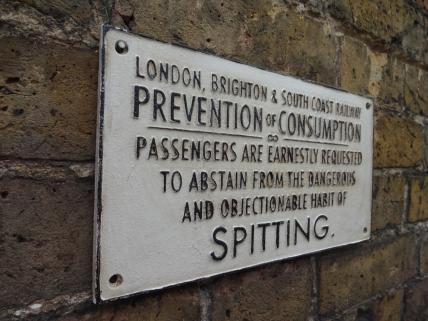 LONDON, BRIGHTON & SOUTH COAST RAILWAY
PREVENTION OF CONSUMPTION
PASSENGERS ARE EARNESTLY REQUESTED
TO ABSTAIN FROM THE DANGEROUS
AND OBJECTIONABLE HABIT OF
SPITTING.